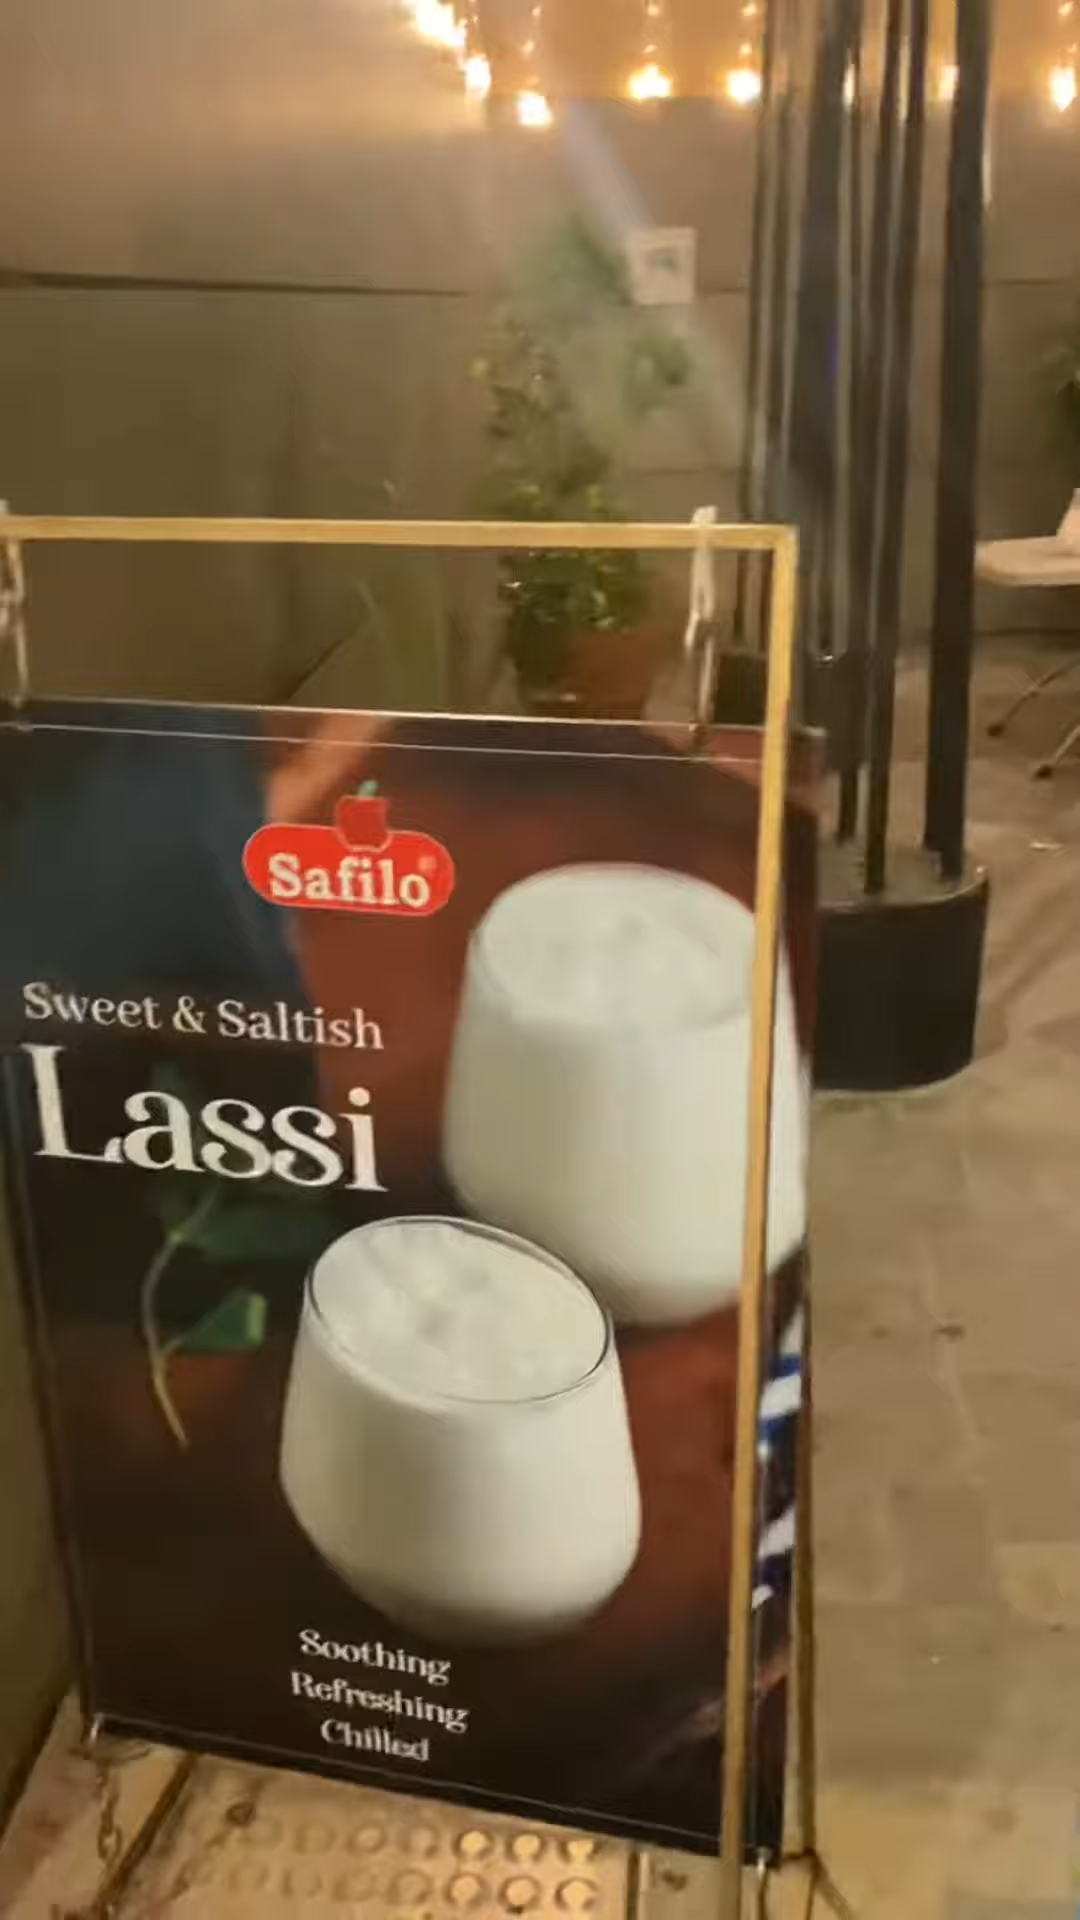 Safilo
Sweet & Saltish
Lassi
Soothing
Refreshing
Chilled